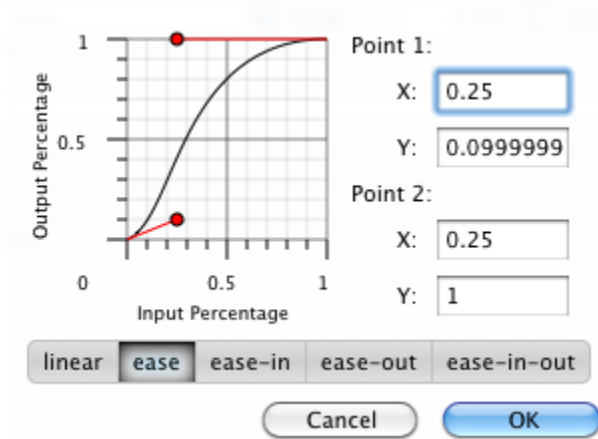 Output Percentage
1
0.5
0
0.5
1
Input Percentage
Point 1:
X: 0.25
Y: 0.0999999
Point 2:
X: 0.25
Y: 1
linear ease ease-in ease-out ease-in-out
Cancel OK